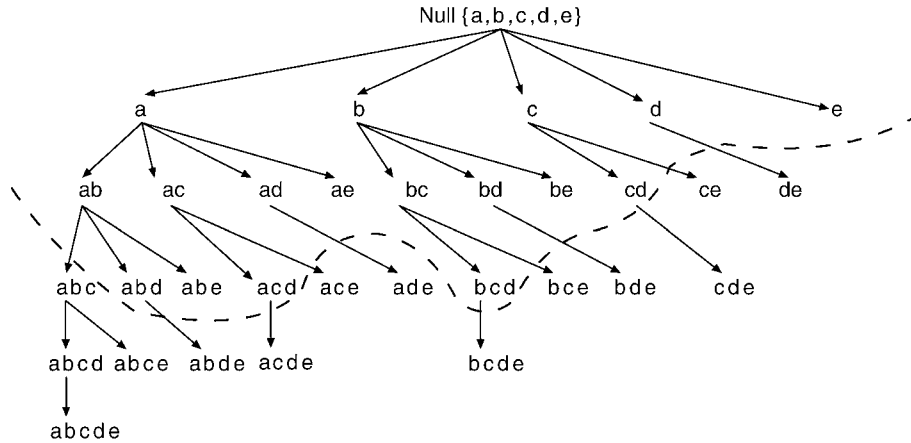 Null {a,b,c,d,e}
a b c d e
ab ac ad ae bc bd be cd ce de
abc abd abe acd ace ade bcd bce bde cde
abcd abce abde acde bcde
abcde